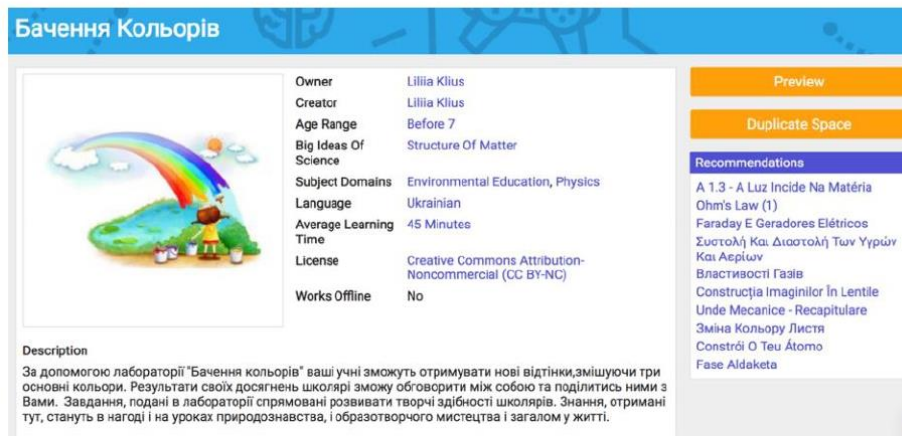 Бачення Кольорів
Owner Liliia Klius
Creator Liliia Klius
Age Range Before 7
Big Ideas Of Science Structure Of Matter
Subject Domains Environmental Education, Physics
Language Ukrainian
Average Learning Time 45 Minutes
License Creative Commons Attribution-
Noncommercial (CC BY-NC)
Works Offline No
Description
За допомогою лабораторії "Бачення кольорів" ваші учні зможуть отримувати нові відтінки,змішуючи три
основні кольори. Результати своїх досягнень школярі зможу обговорити між собою та поділитись ними з
Вами. Завдання, подані в лабораторії спрямовані розвивати творчі здібності школярів. Знання, отримані
тут, стануть в нагоді і на уроках природознавства, і образотворчого мистецтва і загалом у житті.
Preview
Duplicate Space
Recommendations
A 1.3 - A Luz Incide Na Matéria
Ohm's Law (1)
Faraday E Geradores Elétricos
Συστολή Και Διαστολή Των Υγρών
Και Αερίων
Властивості Газів
Construcția Imaginilor În Lentile
Unde Mecanice - Recapitulare
Зміна Кольору Листя
Constrói O Teu Átomo
Fase Aldaketa